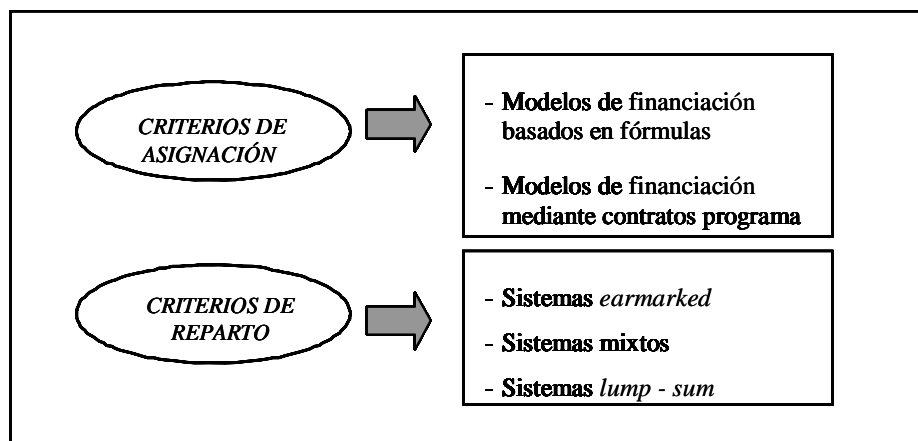 CRITERIOS DE
ASIGNACIÓN
- Modelos de financiación
basados en fórmulas
- Modelos de financiación
mediante contratos programa
CRITERIOS DE
REPARTO
- Sistemas earmarked
- Sistemas mixtos
- Sistemas lump - sum